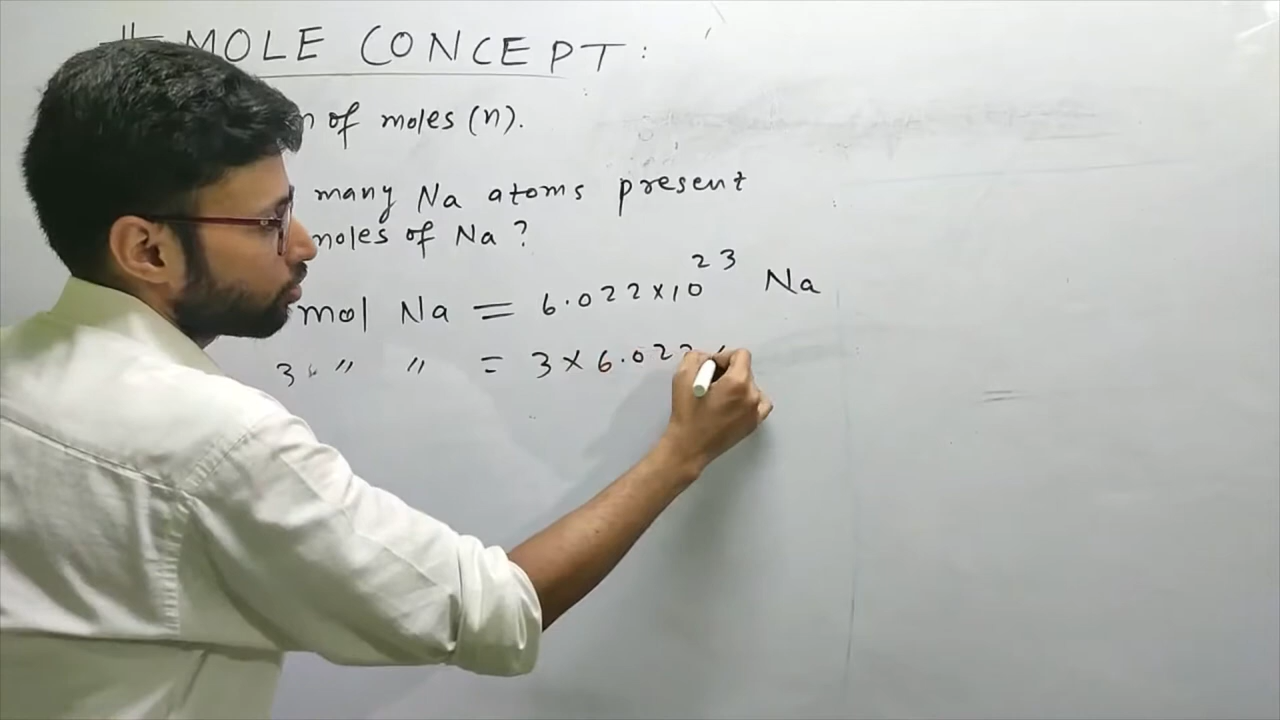 # MOLE CONCEPT:
of moles (n).
many Na atoms present
moles of Na?
mol Na = 6.022×10²³ Na
3 " " = 3 × 6.022